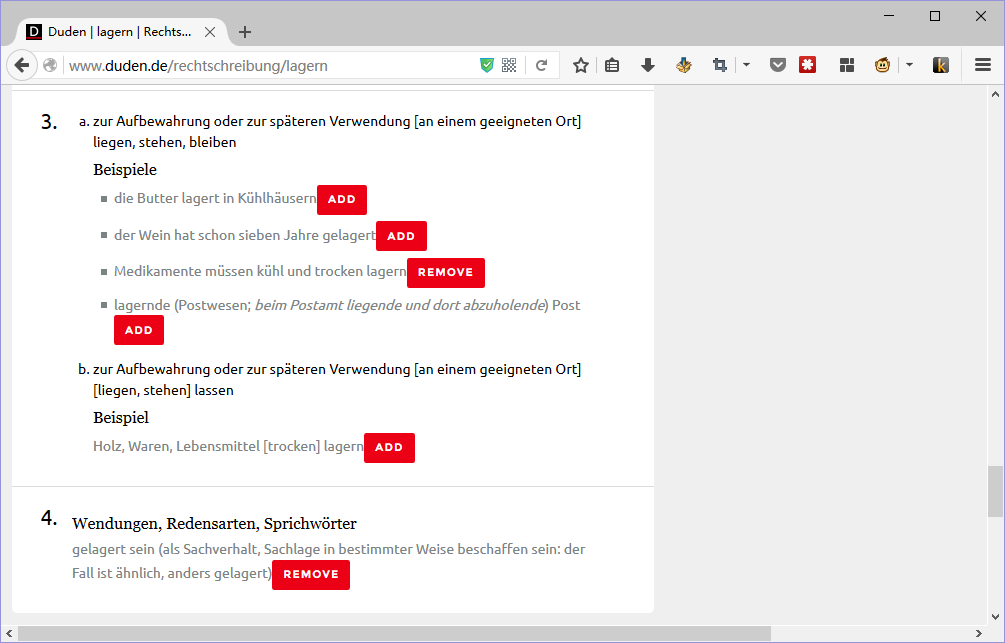 Duden | lagern | Rechts...
www.duden.de/rechtschreibung/lagern
3. a. zur Aufbewahrung oder zur späteren Verwendung [an einem geeigneten Ort]
liegen, stehen, bleiben
Beispiele
die Butter lagert in Kühlhäusern ADD
der Wein hat schon sieben Jahre gelagert ADD
Medikamente müssen kühl und trocken lagern REMOVE
lagernde (Postwesen; beim Postamt liegende und dort abzuholende) Post
ADD
b. zur Aufbewahrung oder zur späteren Verwendung [an einem geeigneten Ort]
[liegen, stehen] lassen
Beispiel
Holz, Waren, Lebensmittel [trocken] lagern ADD
4. Wendungen, Redensarten, Sprichwörter
gelagert sein (als Sachverhalt, Sachlage in bestimmter Weise beschaffen sein: der
Fall ist ähnlich, anders gelagert) REMOVE